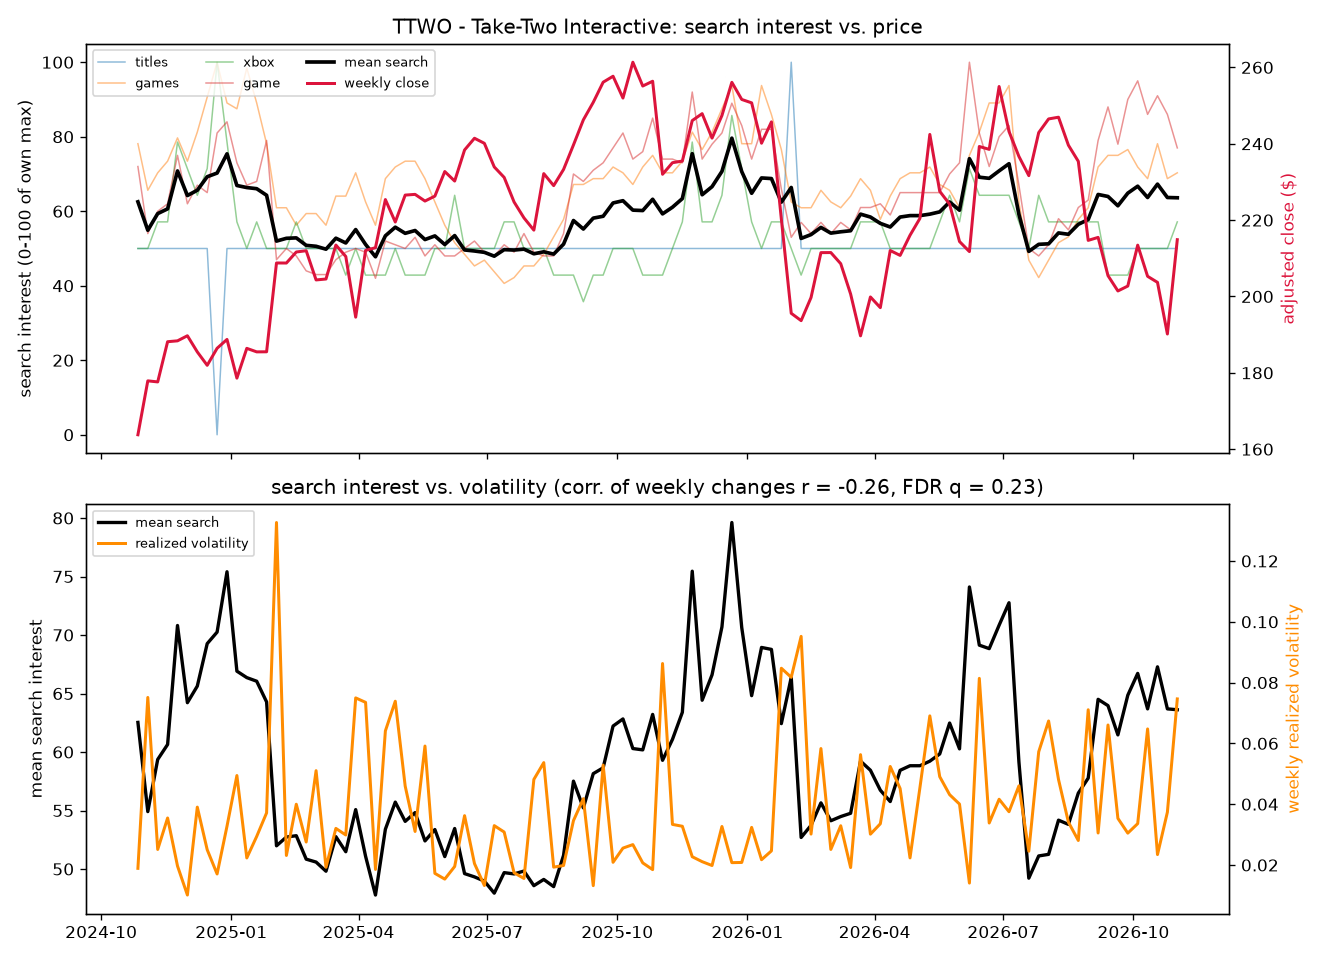 TTWO - Take-Two Interactive: search interest vs. price
titles
games
xbox
game
mean search
weekly close
100
80
60
40
20
0
search interest (0-100 of own max)
260
240
220
200
180
160
adjusted close ($)
search interest vs. volatility (corr. of weekly changes r = -0.26, FDR q = 0.23)
mean search
realized volatility
80
75
70
65
60
55
50
mean search interest
0.12
0.10
0.08
0.06
0.04
0.02
weekly realized volatility
2024-10
2025-01
2025-04
2025-07
2025-10
2026-01
2026-04
2026-07
2026-10